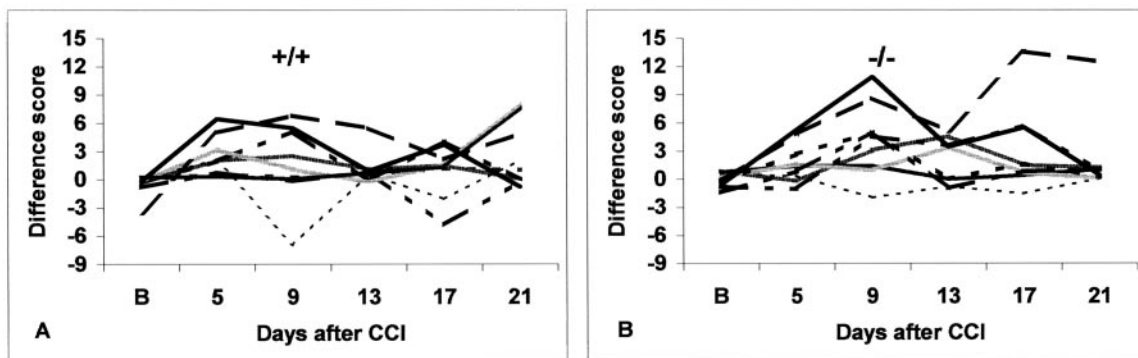 +/+
Difference score
15
12
9
6
3
0
-3
-6
-9
B 5 9 13 17 21
Days after CCI
A
-/-
Difference score
15
12
9
6
3
0
-3
-6
-9
B 5 9 13 17 21
Days after CCI
B